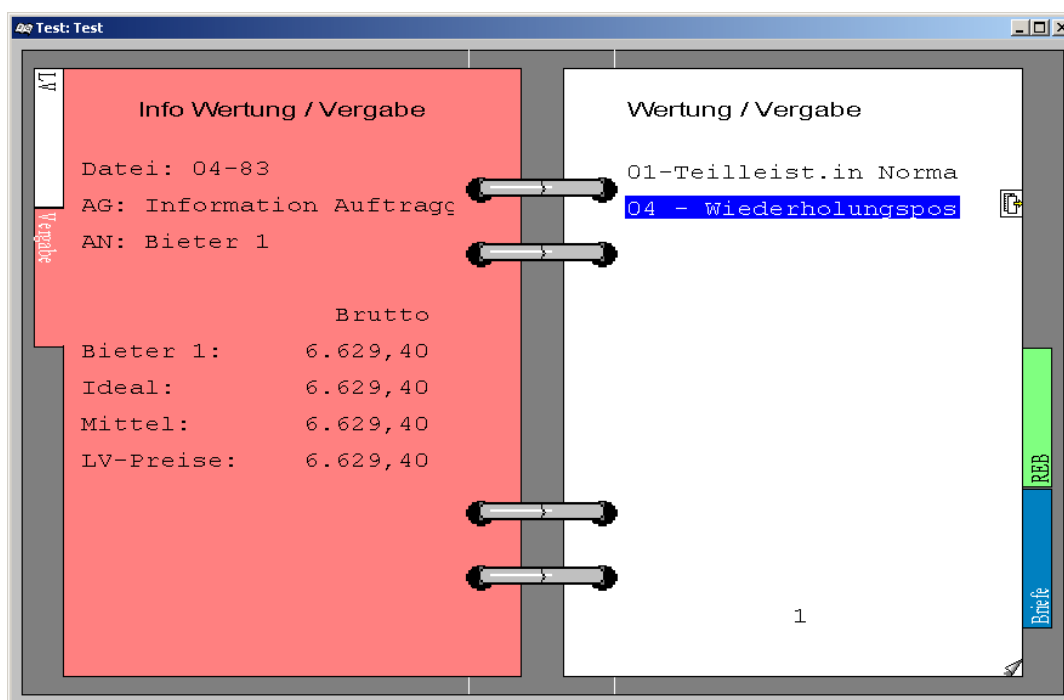 Test: Test
LV
Vergabe
Info Wertung / Vergabe
Datei: 04-83
AG: Information Auftragg
AN: Bieter 1
Brutto
Bieter 1: 6.629,40
Ideal: 6.629,40
Mittel: 6.629,40
LV-Preise: 6.629,40
Wertung / Vergabe
01-Teilleist.in Norma
04 - Wiederholungspos
1
REB
Briefe